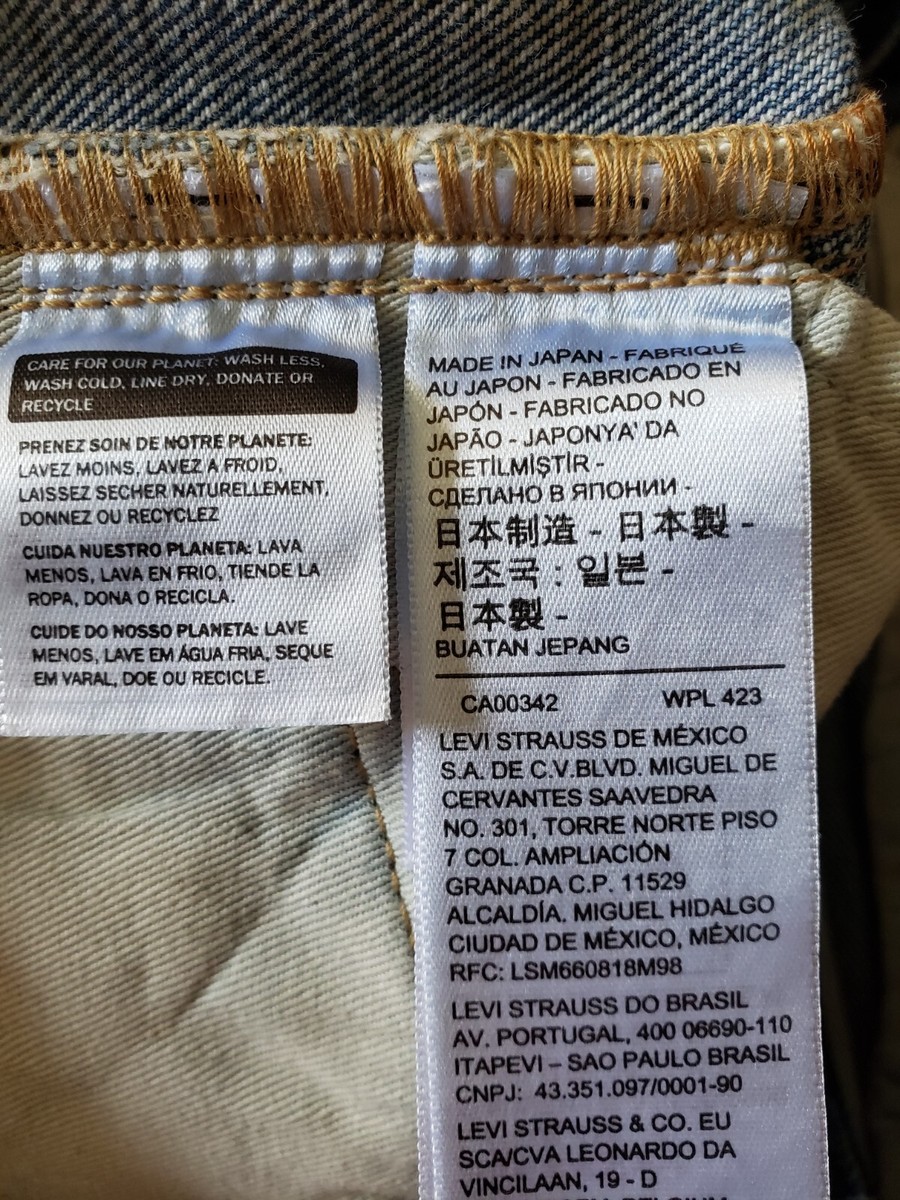 CARE FOR OUR PLANET: WASH LESS,
WASH COLD, LINE DRY, DONATE OR
RECYCLE
PRENEZ SOIN DE NOTRE PLANETE:
LAVEZ MOINS, LAVEZ A FROID,
LAISSEZ SECHER NATURELLEMENT,
DONNEZ OU RECYCLEZ
CUIDA NUESTRO PLANETA: LAVA
MENOS, LAVA EN FRIO, TIENDE LA
ROPA, DONA O RECICLA.
CUIDE DO NOSSO PLANETA: LAVE
MENOS, LAVE EM ÁGUA FRIA, SEQUE
EM VARAL, DOE OU RECICLE.
MADE IN JAPAN - FABRIQUÉ
AU JAPON - FABRICADO EN
JAPÓN - FABRICADO NO
JAPÃO - JAPONYA' DA
ÜRETİLMİŞTİR -
СДЕЛАНО В ЯПОНИИ -
日本制造 - 日本製 -
제조국 : 일본 -
日本製 -
BUATAN JEPANG
CA00342 WPL 423
LEVI STRAUSS DE MÉXICO
S.A. DE C.V.BLVD. MIGUEL DE
CERVANTES SAAVEDRA
NO. 301, TORRE NORTE PISO
7 COL. AMPLIACIÓN
GRANADA C.P. 11529
ALCALDÍA. MIGUEL HIDALGO
CIUDAD DE MÉXICO, MÉXICO
RFC: LSM660818M98
LEVI STRAUSS DO BRASIL
AV. PORTUGAL, 400 06690-110
ITAPEVI – SAO PAULO BRASIL
CNPJ: 43.351.097/0001-90
LEVI STRAUSS & CO. EU
SCA/CVA LEONARDO DA
VINCILAAN, 19 - D